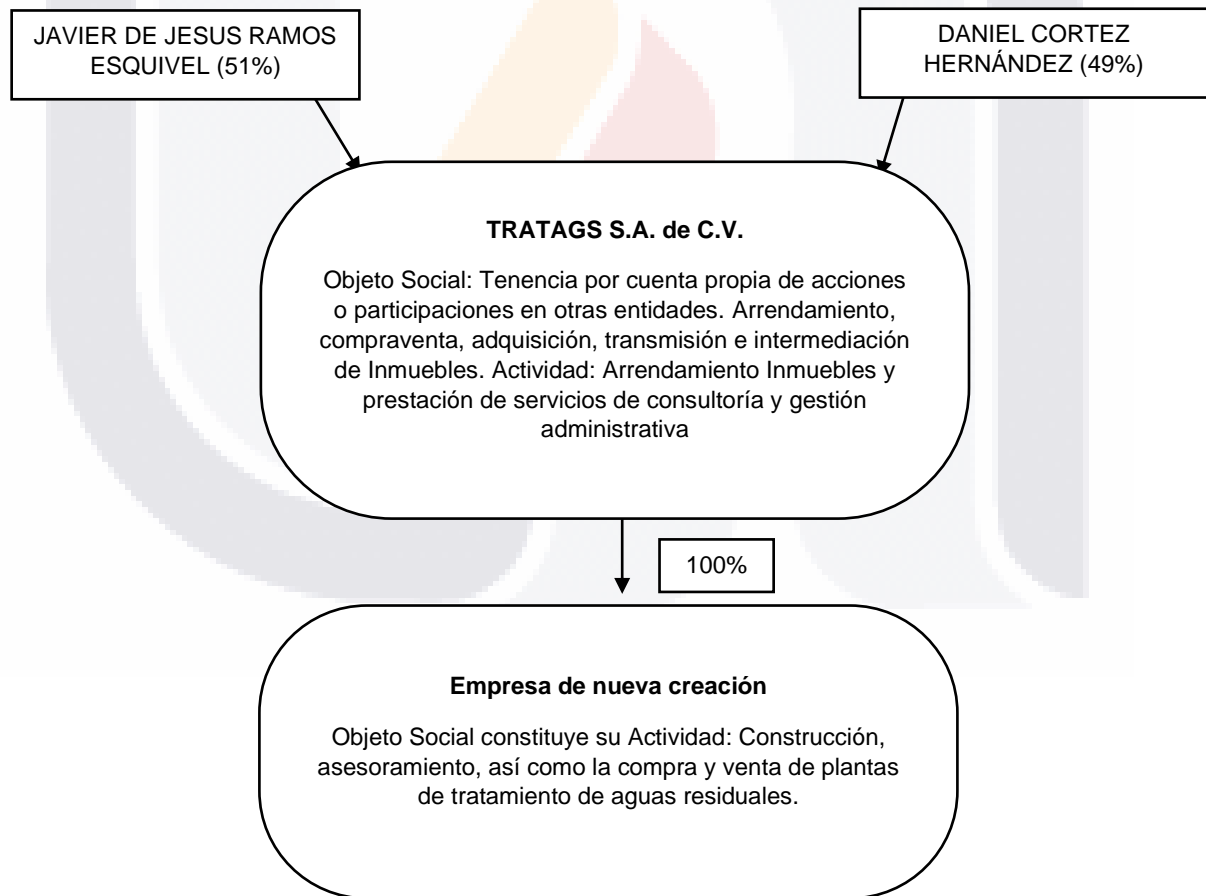 JAVIER DE JESUS RAMOS
ESQUIVEL (51%)
DANIEL CORTEZ
HERNÁNDEZ (49%)
TRATAGS S.A. de C.V.
Objeto Social: Tenencia por cuenta propia de acciones
o participaciones en otras entidades. Arrendamiento,
compraventa, adquisición, transmisión e intermediación
de Inmuebles. Actividad: Arrendamiento Inmuebles y
prestación de servicios de consultoría y gestión
administrativa
100%
Empresa de nueva creación
Objeto Social constituye su Actividad: Construcción,
asesoramiento, así como la compra y venta de plantas
de tratamiento de aguas residuales.